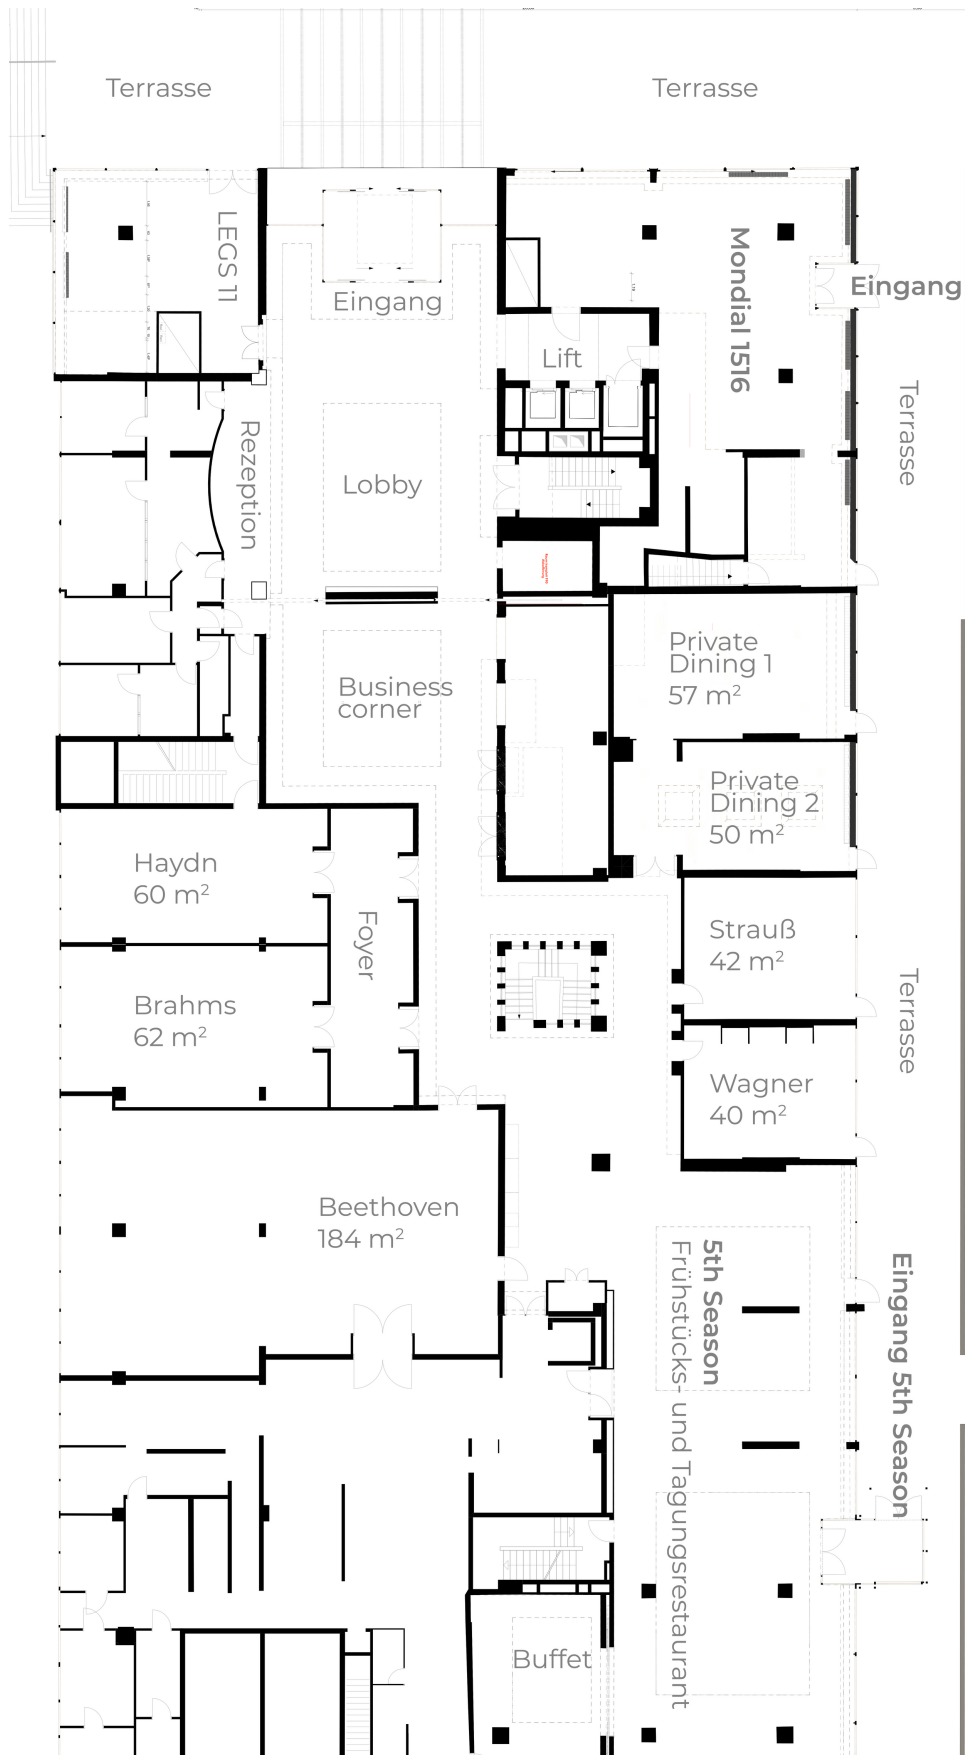 Terrasse
Terrasse
LEGS 11
Eingang
Mondial 1516
Eingang
Lift
Terrasse
Rezeption
Lobby
Private
Dining 1
57 m²
Business
corner
Private
Dining 2
50 m²
Haydn
60 m²
Foyer
Strauß
42 m²
Brahms
62 m²
Terrasse
Wagner
40 m²
Beethoven
184 m²
5th Season
Frühstücks- und Tagungsrestaurant
Eingang 5th Season
Buffet